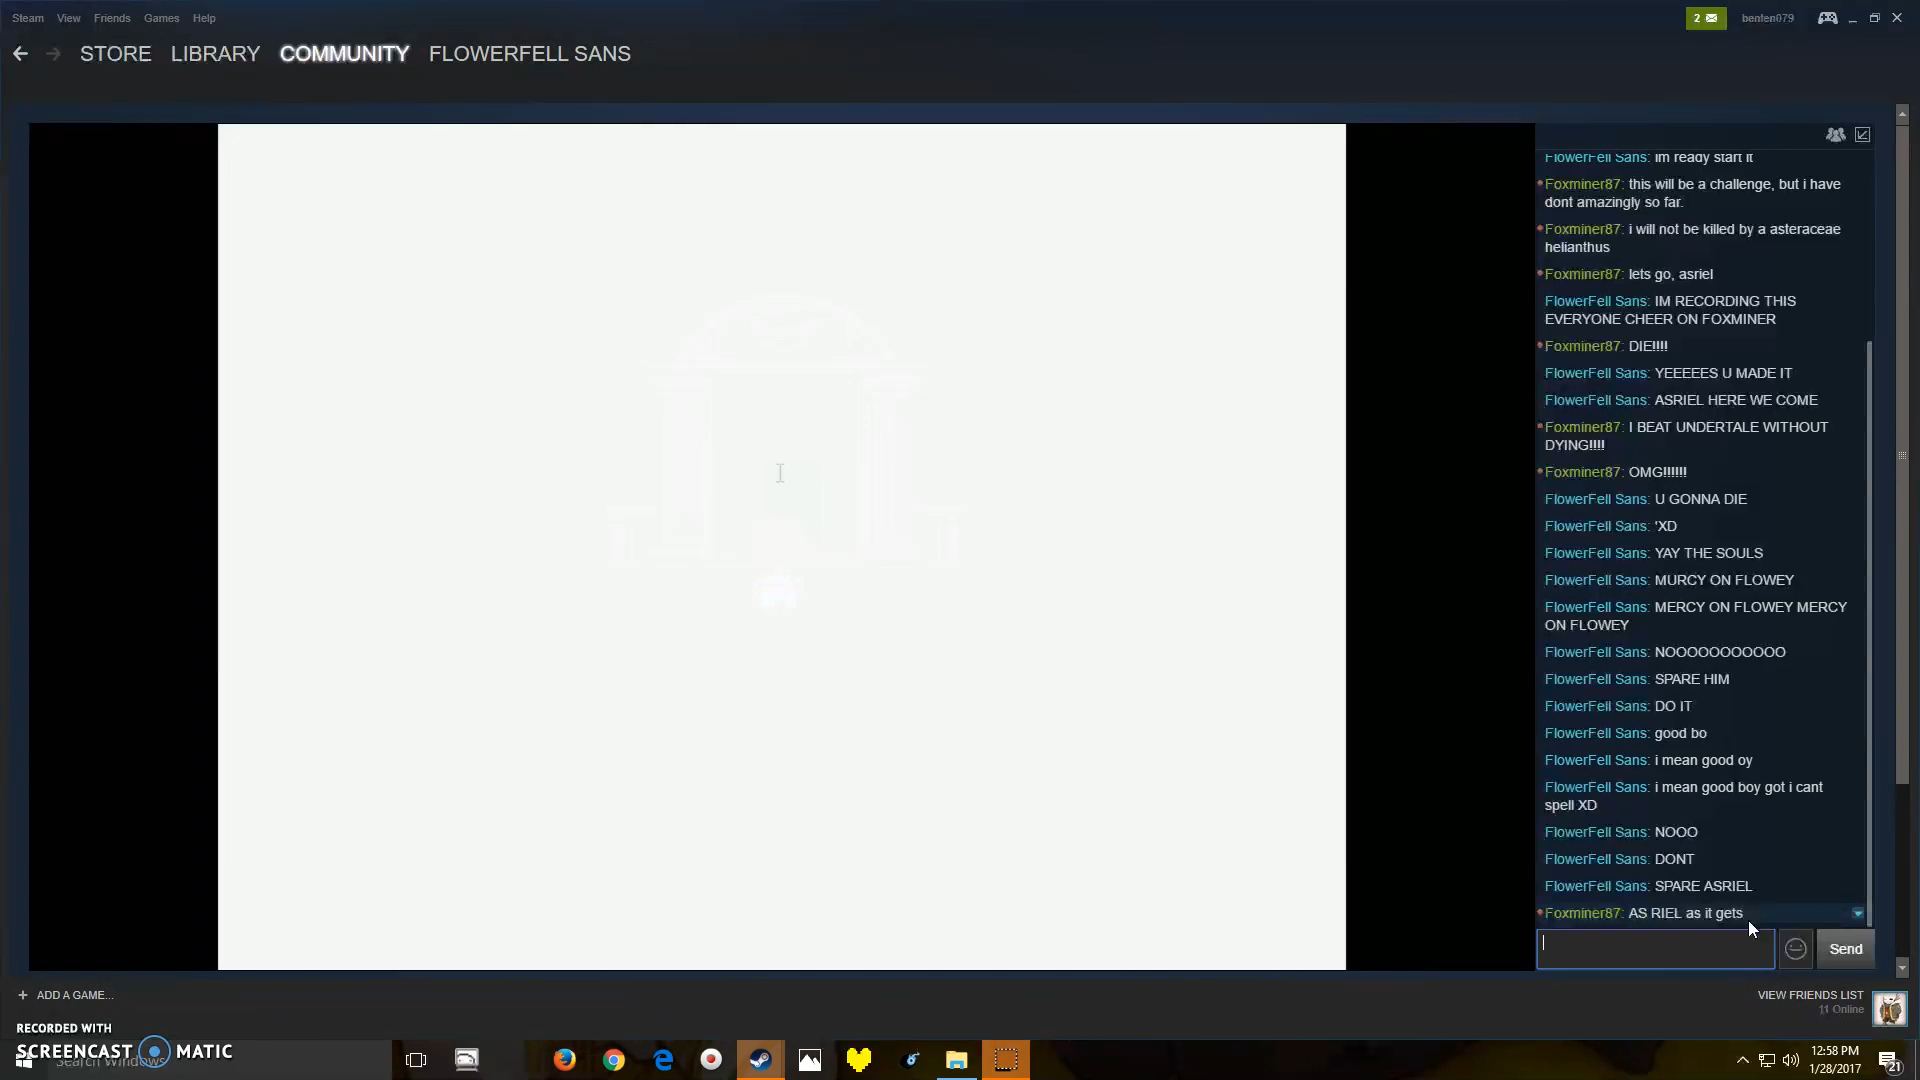 Steam View Friends Games Help
2
benten079
STORE LIBRARY COMMUNITY FLOWERFELL SANS
FlowerFell Sans: im ready start it
Foxminer87: this will be a challenge, but i have
dont amazingly so far.
Foxminer87: i will not be killed by a asteraceae
helianthus
Foxminer87: lets go, asriel
FlowerFell Sans: IM RECORDING THIS
EVERYONE CHEER ON FOXMINER
Foxminer87: DIE!!!!
FlowerFell Sans: YEEEEES U MADE IT
FlowerFell Sans: ASRIEL HERE WE COME
Foxminer87: I BEAT UNDERTALE WITHOUT
DYING!!!!
Foxminer87: OMG!!!!!!
FlowerFell Sans: U GONNA DIE
FlowerFell Sans: 'XD
FlowerFell Sans: YAY THE SOULS
FlowerFell Sans: MURCY ON FLOWEY
FlowerFell Sans: MERCY ON FLOWEY MERCY
ON FLOWEY
FlowerFell Sans: NOOOOOOOOOOO
FlowerFell Sans: SPARE HIM
FlowerFell Sans: DO IT
FlowerFell Sans: good bo
FlowerFell Sans: i mean good oy
FlowerFell Sans: i mean good boy got i cant
spell XD
FlowerFell Sans: NOOO
FlowerFell Sans: DONT
FlowerFell Sans: SPARE ASRIEL
Foxminer87: AS RIEL as it gets
Send
+ ADD A GAME...
VIEW FRIENDS LIST
11 Online
RECORDED WITH
SCREENCAST MATIC
Search Windows
12:58 PM
1/28/2017
21